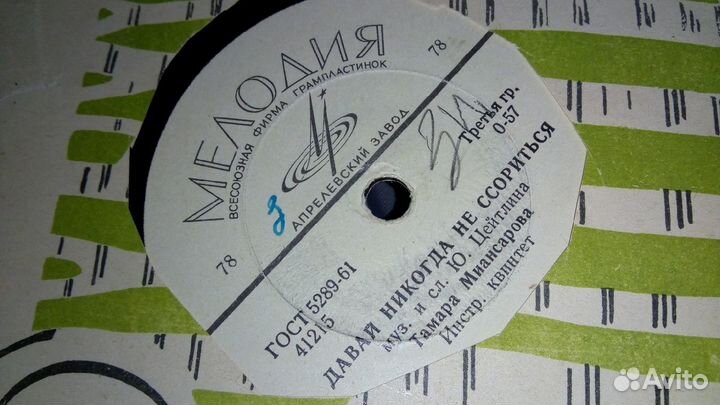 МЕЛОДИЯ
ВСЕСОЮЗНАЯ ФИРМА ГРАМПЛАСТИНОК
АПРЕЛЕВСКИЙ ЗАВОД
78
78
3
Третья гр.
0-57
ГОСТ 5289-61
41215
ДАВАЙ НИКОГДА НЕ ССОРИТЬСЯ
муз. и сл. Ю. Цейтлина
Тамара Миансарова
Инстр. квинтет
Avito